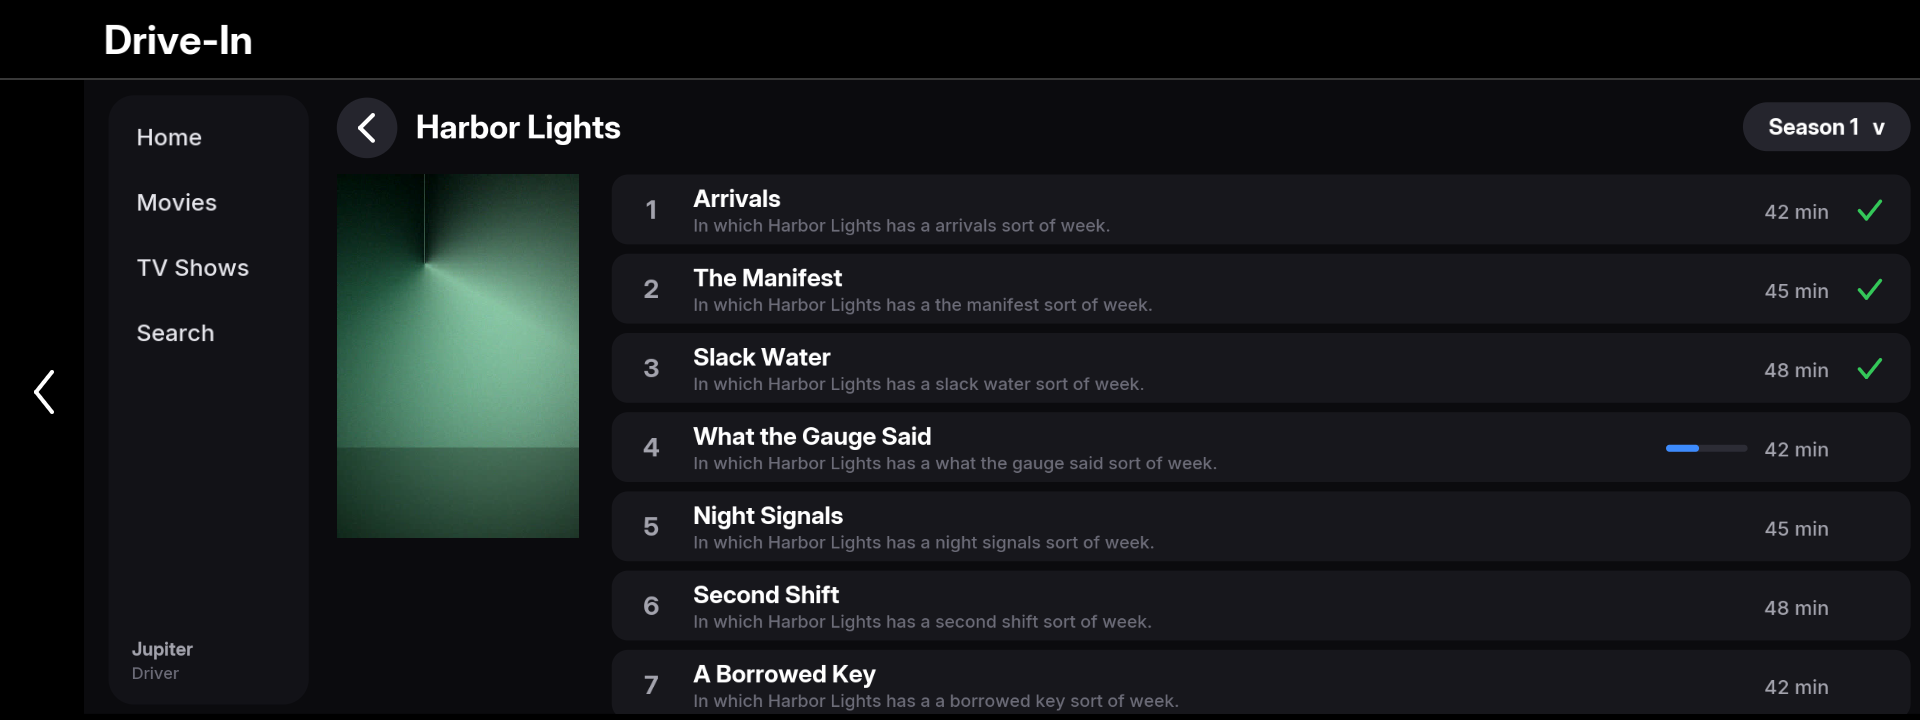 Drive-In
Home
Movies
TV Shows
Search
Jupiter
Driver
Harbor Lights
Season 1 v
1 Arrivals 42 min
In which Harbor Lights has a arrivals sort of week.
2 The Manifest 45 min
In which Harbor Lights has a the manifest sort of week.
3 Slack Water 48 min
In which Harbor Lights has a slack water sort of week.
4 What the Gauge Said 42 min
In which Harbor Lights has a what the gauge said sort of week.
5 Night Signals 45 min
In which Harbor Lights has a night signals sort of week.
6 Second Shift 48 min
In which Harbor Lights has a second shift sort of week.
7 A Borrowed Key 42 min
In which Harbor Lights has a a borrowed key sort of week.